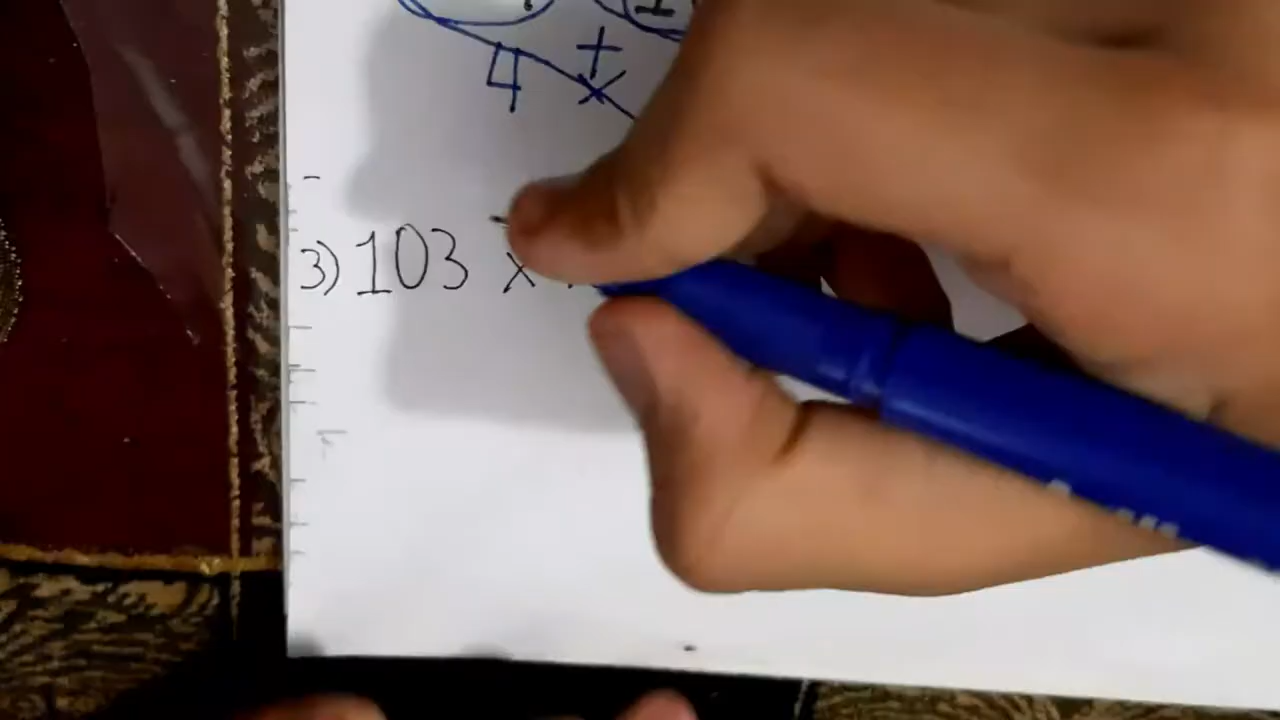 +
4 ×
3) 103 ×